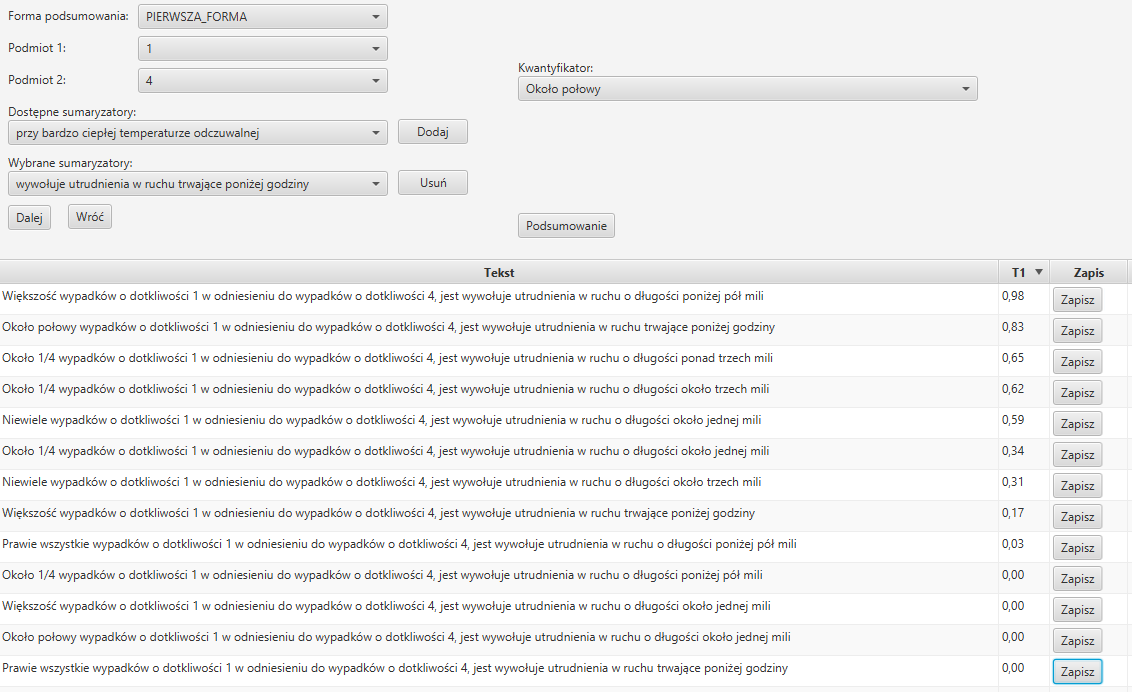 Forma podsumowania: PIERWSZA_FORMA
Podmiot 1: 1
Podmiot 2: 4
Kwantyfikator:
Około połowy
Dostępne sumaryzatory:
przy bardzo ciepłej temperaturze odczuwalnej Dodaj
Wybrane sumaryzatory:
wywołuje utrudnienia w ruchu trwające poniżej godziny Usuń
Dalej Wróć
Podsumowanie
Tekst T1 Zapis
Większość wypadków o dotkliwości 1 w odniesieniu do wypadków o dotkliwości 4, jest wywołuje utrudnienia w ruchu o długości poniżej pół mili 0,98 Zapisz
Około połowy wypadków o dotkliwości 1 w odniesieniu do wypadków o dotkliwości 4, jest wywołuje utrudnienia w ruchu trwające poniżej godziny 0,83 Zapisz
Około 1/4 wypadków o dotkliwości 1 w odniesieniu do wypadków o dotkliwości 4, jest wywołuje utrudnienia w ruchu o długości ponad trzech mili 0,65 Zapisz
Około 1/4 wypadków o dotkliwości 1 w odniesieniu do wypadków o dotkliwości 4, jest wywołuje utrudnienia w ruchu o długości około trzech mili 0,62 Zapisz
Niewiele wypadków o dotkliwości 1 w odniesieniu do wypadków o dotkliwości 4, jest wywołuje utrudnienia w ruchu o długości około jednej mili 0,59 Zapisz
Około 1/4 wypadków o dotkliwości 1 w odniesieniu do wypadków o dotkliwości 4, jest wywołuje utrudnienia w ruchu o długości około jednej mili 0,34 Zapisz
Niewiele wypadków o dotkliwości 1 w odniesieniu do wypadków o dotkliwości 4, jest wywołuje utrudnienia w ruchu o długości około trzech mili 0,31 Zapisz
Większość wypadków o dotkliwości 1 w odniesieniu do wypadków o dotkliwości 4, jest wywołuje utrudnienia w ruchu trwające poniżej godziny 0,17 Zapisz
Prawie wszystkie wypadków o dotkliwości 1 w odniesieniu do wypadków o dotkliwości 4, jest wywołuje utrudnienia w ruchu o długości poniżej pół mili 0,03 Zapisz
Około 1/4 wypadków o dotkliwości 1 w odniesieniu do wypadków o dotkliwości 4, jest wywołuje utrudnienia w ruchu o długości poniżej pół mili 0,00 Zapisz
Większość wypadków o dotkliwości 1 w odniesieniu do wypadków o dotkliwości 4, jest wywołuje utrudnienia w ruchu o długości około jednej mili 0,00 Zapisz
Około połowy wypadków o dotkliwości 1 w odniesieniu do wypadków o dotkliwości 4, jest wywołuje utrudnienia w ruchu o długości około jednej mili 0,00 Zapisz
Prawie wszystkie wypadków o dotkliwości 1 w odniesieniu do wypadków o dotkliwości 4, jest wywołuje utrudnienia w ruchu trwające poniżej godziny 0,00 Zapisz